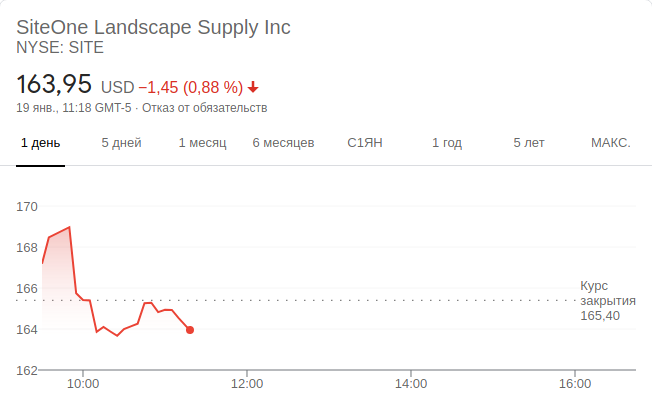 SiteOne Landscape Supply Inc
NYSE: SITE
163,95 USD −1,45 (0,88 %)
19 янв., 11:18 GMT-5 · Отказ от обязательств
1 день 5 дней 1 месяц 6 месяцев С1ЯН 1 год 5 лет МАКС.
170
168
166
Курс
закрытия
165,40
164
162
10:00 12:00 14:00 16:00